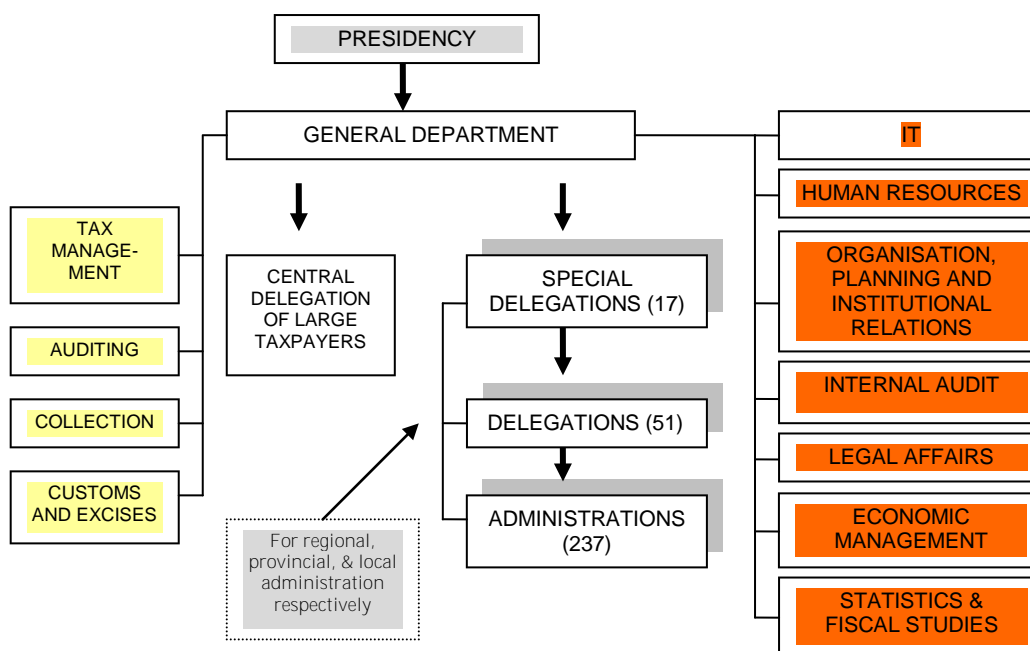 PRESIDENCY
GENERAL DEPARTMENT
TAX
MANAGE-
MENT
AUDITING
COLLECTION
CUSTOMS
AND EXCISES
CENTRAL
DELEGATION
OF LARGE
TAXPAYERS
SPECIAL
DELEGATIONS (17)
DELEGATIONS (51)
ADMINISTRATIONS
(237)
For regional,
provincial, & local
administration
respectively
IT
HUMAN RESOURCES
ORGANISATION,
PLANNING AND
INSTITUTIONAL
RELATIONS
INTERNAL AUDIT
LEGAL AFFAIRS
ECONOMIC
MANAGEMENT
STATISTICS &
FISCAL STUDIES